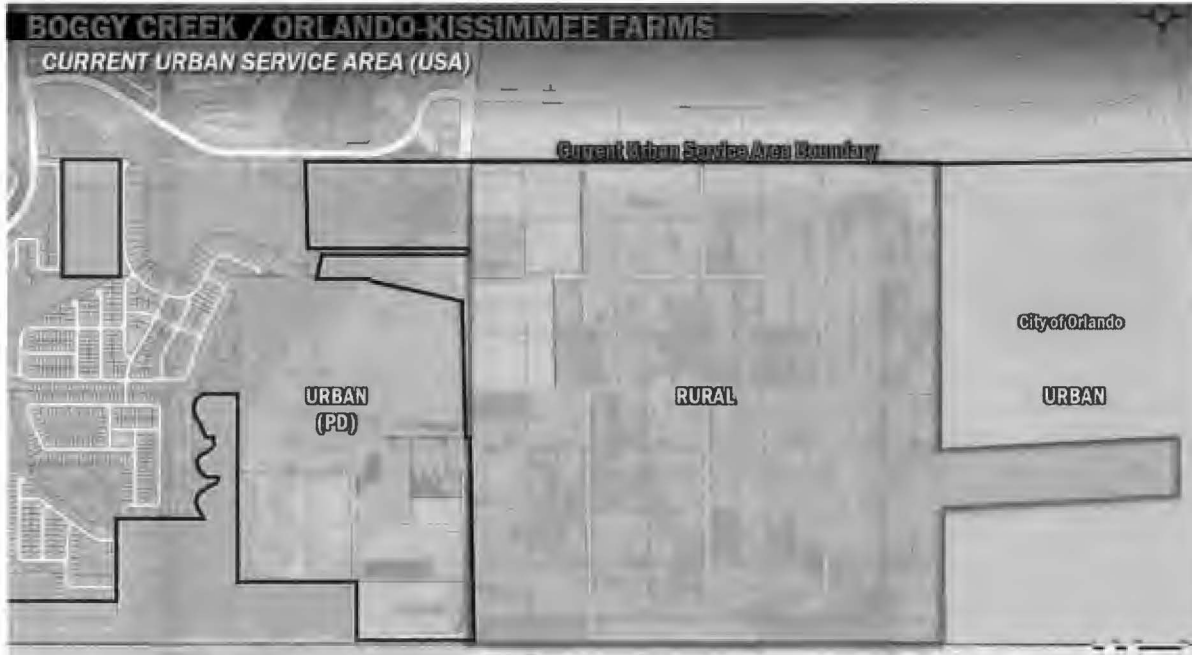 BOGGY CREEK / ORLANDO-KISSIMMEE FARMS
CURRENT URBAN SERVICE AREA (USA)
Current Urban Service Area Boundary
City of Orlando
URBAN
(PD)
RURAL
URBAN